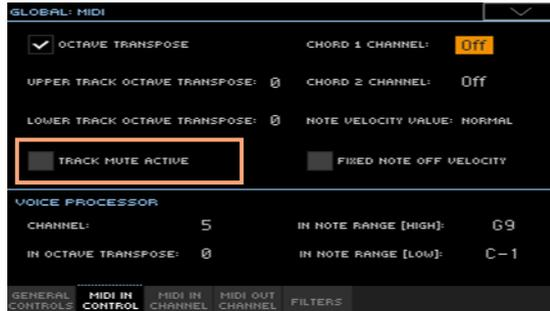 GLOBAL: MIDI
OCTAVE TRANSPOSE CHORD 1 CHANNEL: Off
UPPER TRACK OCTAVE TRANSPOSE: 0 CHORD 2 CHANNEL: Off
LOWER TRACK OCTAVE TRANSPOSE: 0 NOTE VELOCITY VALUE: NORMAL
TRACK MUTE ACTIVE FIXED NOTE OFF VELOCITY
VOICE PROCESSOR
CHANNEL: 5 IN NOTE RANGE [HIGH]: G9
IN OCTAVE TRANSPOSE: 0 IN NOTE RANGE [LOW]: C-1
GENERAL MIDI IN MIDI IN MIDI OUT
CONTROLS CONTROL CHANNEL CHANNEL FILTERS